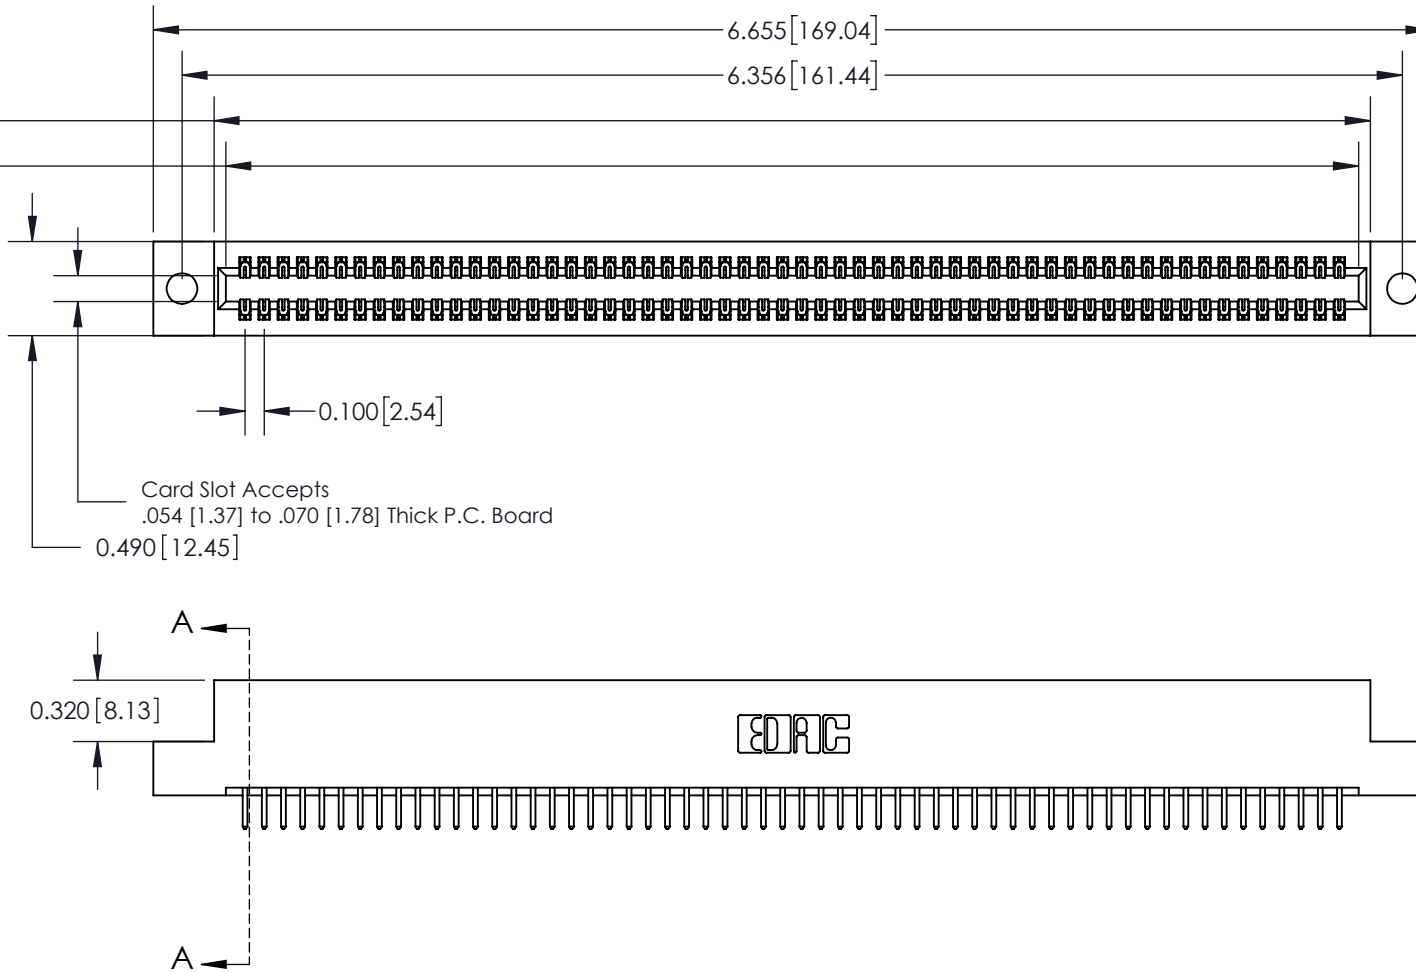 6.655[169.04]
6.356[161.44]
0.100[2.54]
Card Slot Accepts
.054 [1.37] to .070 [1.78] Thick P.C. Board
0.490[12.45]
A
0.320[8.13]
EDAC
A